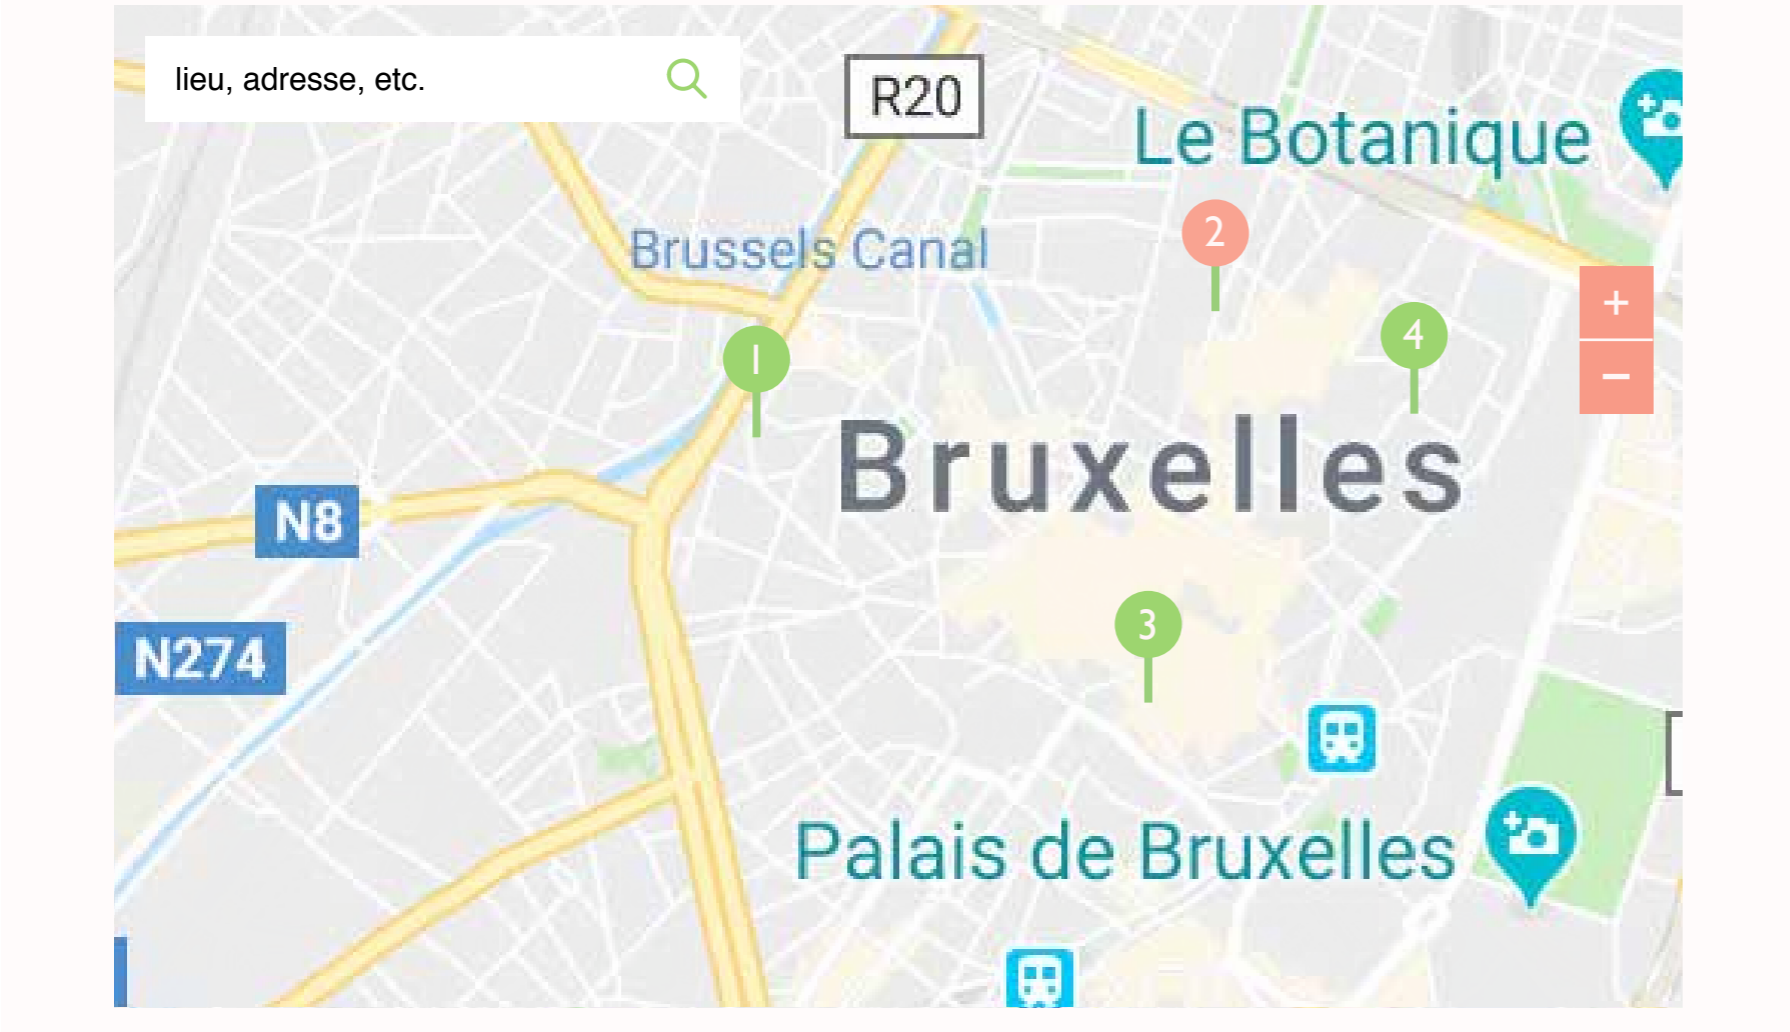 lieu, adresse, etc.
R20
Le Botanique
2
Brussels Canal
+
4
1
−
Bruxelles
N8
3
N274
Palais de Bruxelles